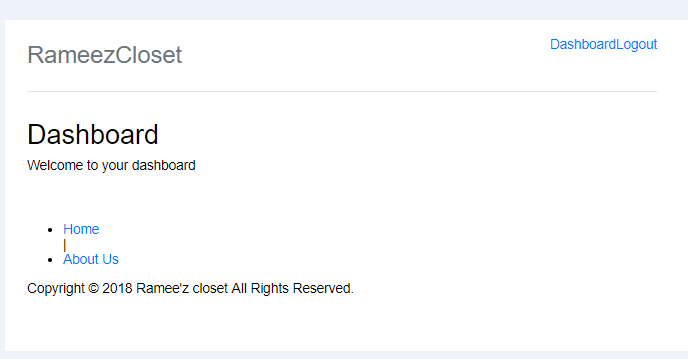 RameezCloset
DashboardLogout
Dashboard
Welcome to your dashboard
Home
|
About Us
Copyright © 2018 Ramee'z closet All Rights Reserved.